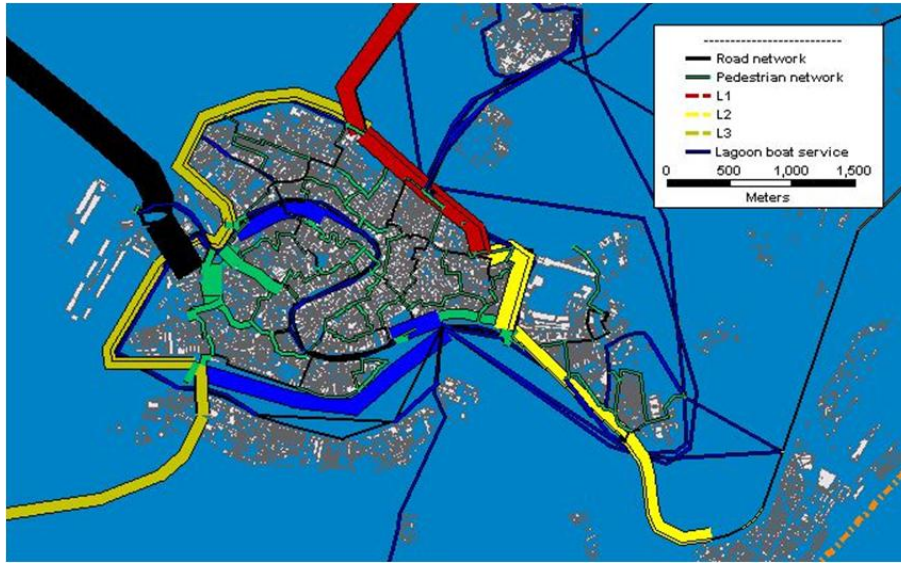 Road network
Pedestrian network
L1
L2
L3
Lagoon boat service
0 500 1,000 1,500
Meters